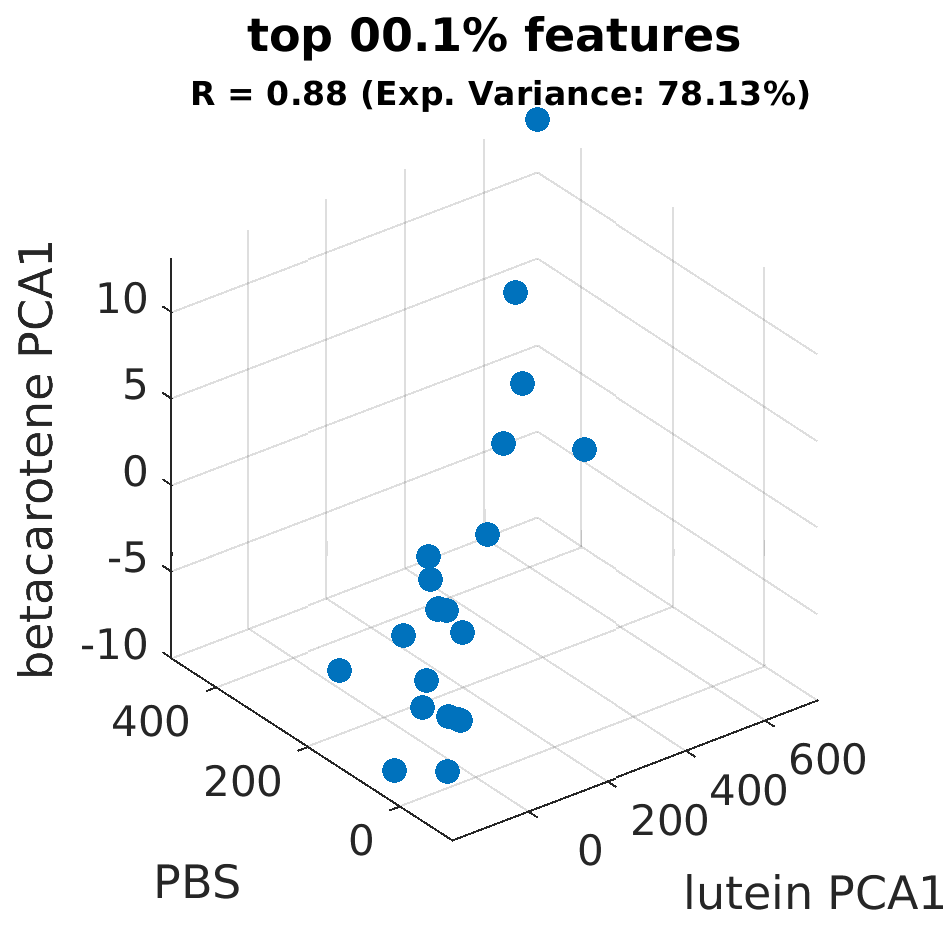 top 00.1% features
R = 0.88 (Exp. Variance: 78.13%)
betacarotene PCA1
10
5
0
-5
-10
400
200
0
PBS
0
200
400
600
lutein PCA1